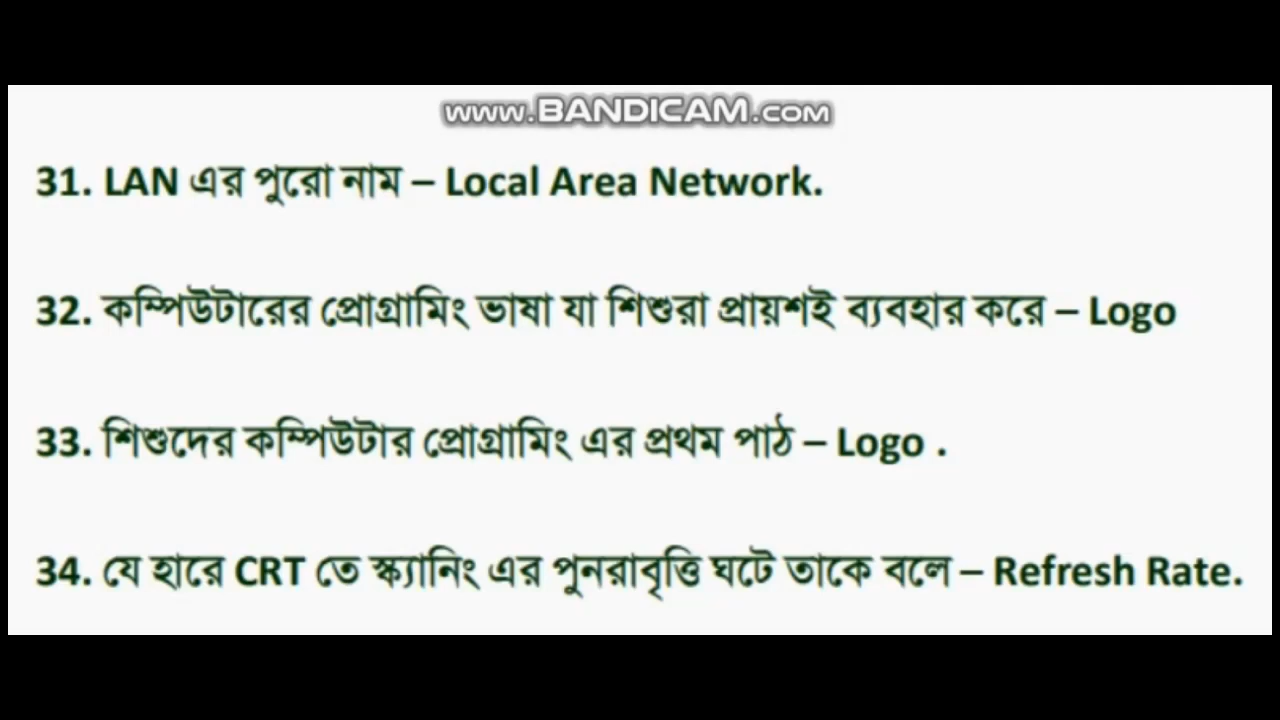 www.BANDICAM.com
31. LAN এর পুরো নাম – Local Area Network.
32. কম্পিউটারের প্রোগ্রামিং ভাষা যা শিশুরা প্রায়শই ব্যবহার করে – Logo
33. শিশুদের কম্পিউটার প্রোগ্রামিং এর প্রথম পাঠ – Logo .
34. যে হারে CRT তে স্ক্যানিং এর পুনরাবৃত্তি ঘটে তাকে বলে – Refresh Rate.